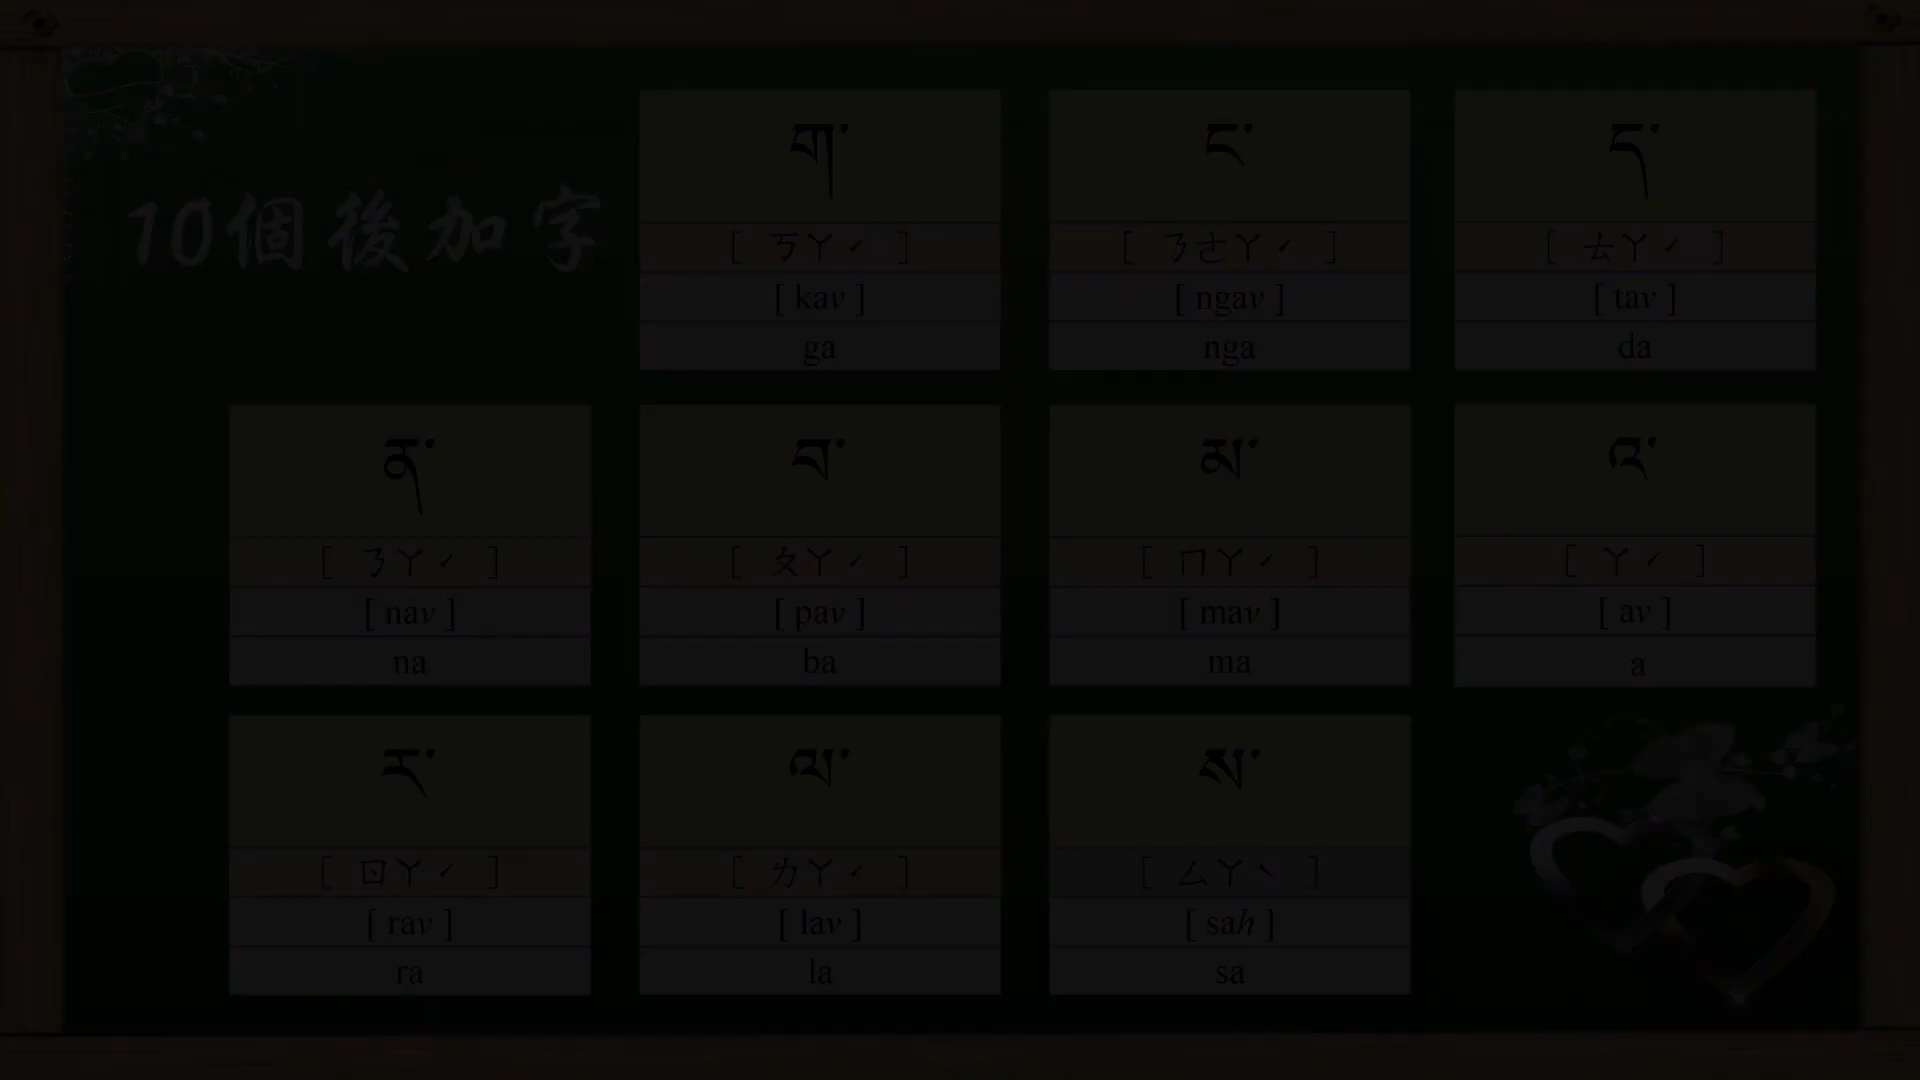 10個後加字
ག་
[ ㄎㄚˊ ]
[ kav ]
ga
ང་
[ ㄋㄜㄚˊ ]
[ ngav ]
nga
ད་
[ ㄊㄚˊ ]
[ tav ]
da
ན་
[ ㄋㄚˊ ]
[ nav ]
na
བ་
[ ㄆㄚˊ ]
[ pav ]
ba
མ་
[ ㄇㄚˊ ]
[ mav ]
ma
འ་
[ ㄚˊ ]
[ av ]
a
ར་
[ ㄖㄚˊ ]
[ rav ]
ra
ལ་
[ ㄌㄚˊ ]
[ lav ]
la
ས་
[ ㄙㄚˋ ]
[ sah ]
sa